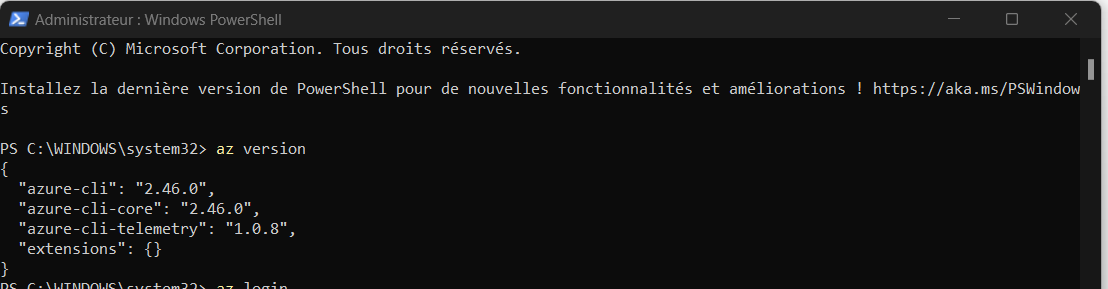 Administrateur : Windows PowerShell
Copyright (C) Microsoft Corporation. Tous droits réservés.
Installez la dernière version de PowerShell pour de nouvelles fonctionnalités et améliorations ! https://aka.ms/PSWindow
s
PS C:\WINDOWS\system32> az version
{
  "azure-cli": "2.46.0",
  "azure-cli-core": "2.46.0",
  "azure-cli-telemetry": "1.0.8",
  "extensions": {}
}
PS C:\WINDOWS\system32> az login